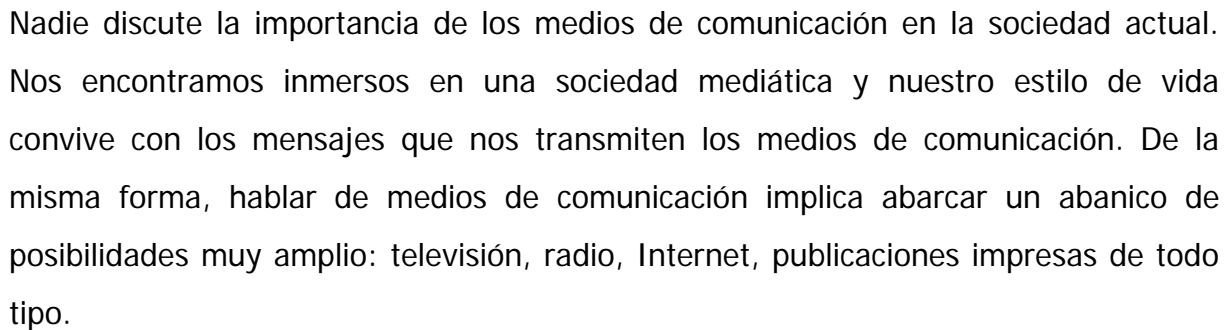 Nadie discute la importancia de los medios de comunicación en la sociedad actual.
Nos encontramos inmersos en una sociedad mediática y nuestro estilo de vida
convive con los mensajes que nos transmiten los medios de comunicación. De la
misma forma, hablar de medios de comunicación implica abarcar un abanico de
posibilidades muy amplio: televisión, radio, Internet, publicaciones impresas de todo
tipo.